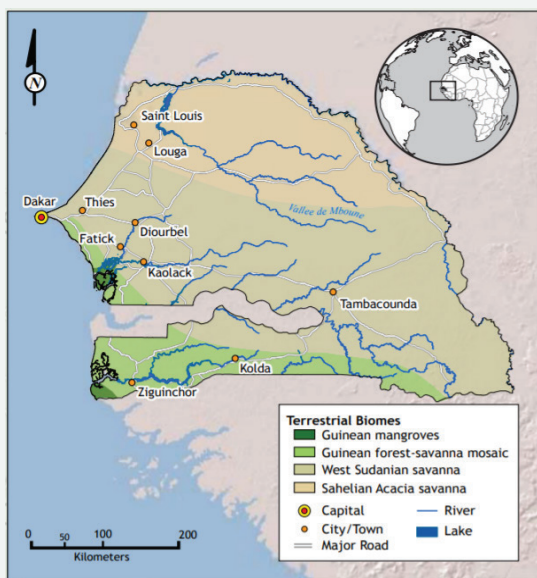 N
Saint Louis
Louga
Dakar
Thies
Vallee de Mboune
Diourbel
Fatick
Kaolack
Tambacounda
Kolda
Ziguinchor
Terrestrial Biomes
Guinean mangroves
Guinean forest-savanna mosaic
West Sudanian savanna
Sahelian Acacia savanna
Capital
River
City/Town
Lake
Major Road
0 50 100 200
Kilometers